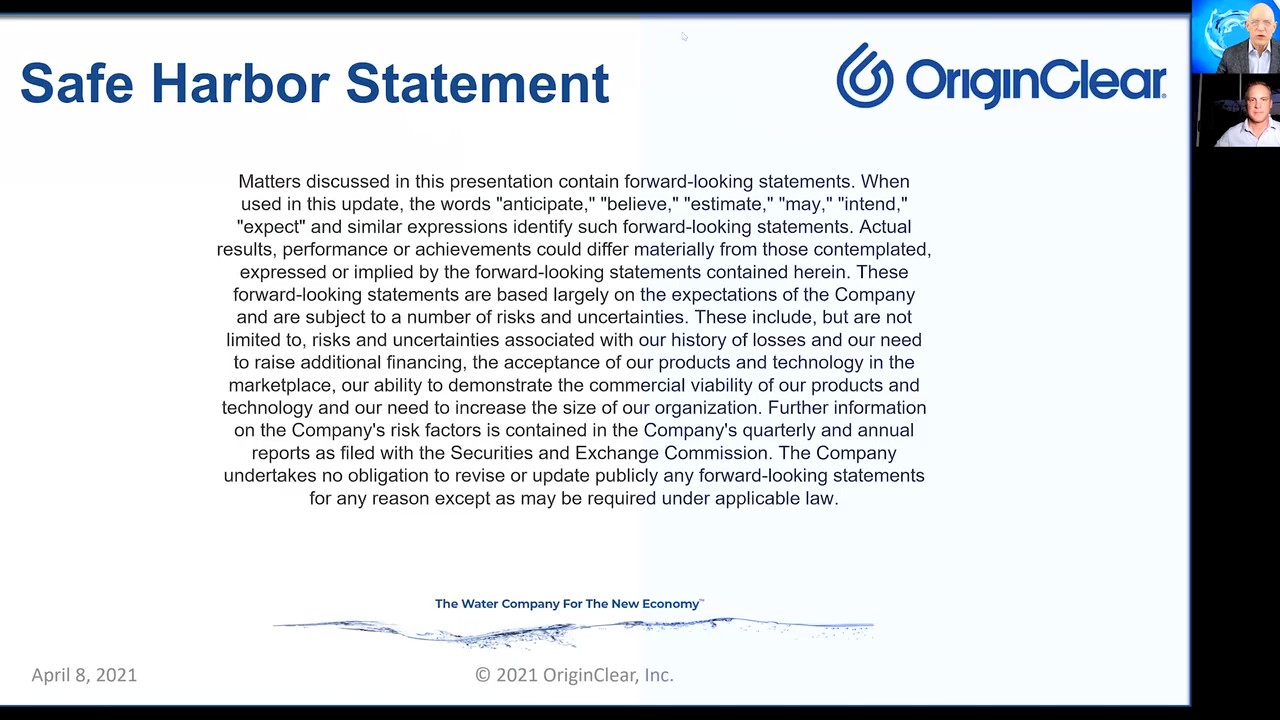 Safe Harbor Statement
OriginClear®
Matters discussed in this presentation contain forward-looking statements. When
used in this update, the words "anticipate," "believe," "estimate," "may," "intend,"
"expect" and similar expressions identify such forward-looking statements. Actual
results, performance or achievements could differ materially from those contemplated,
expressed or implied by the forward-looking statements contained herein. These
forward-looking statements are based largely on the expectations of the Company
and are subject to a number of risks and uncertainties. These include, but are not
limited to, risks and uncertainties associated with our history of losses and our need
to raise additional financing, the acceptance of our products and technology in the
marketplace, our ability to demonstrate the commercial viability of our products and
technology and our need to increase the size of our organization. Further information
on the Company's risk factors is contained in the Company's quarterly and annual
reports as filed with the Securities and Exchange Commission. The Company
undertakes no obligation to revise or update publicly any forward-looking statements
for any reason except as may be required under applicable law.
The Water Company For The New Economy™
April 8, 2021
© 2021 OriginClear, Inc.